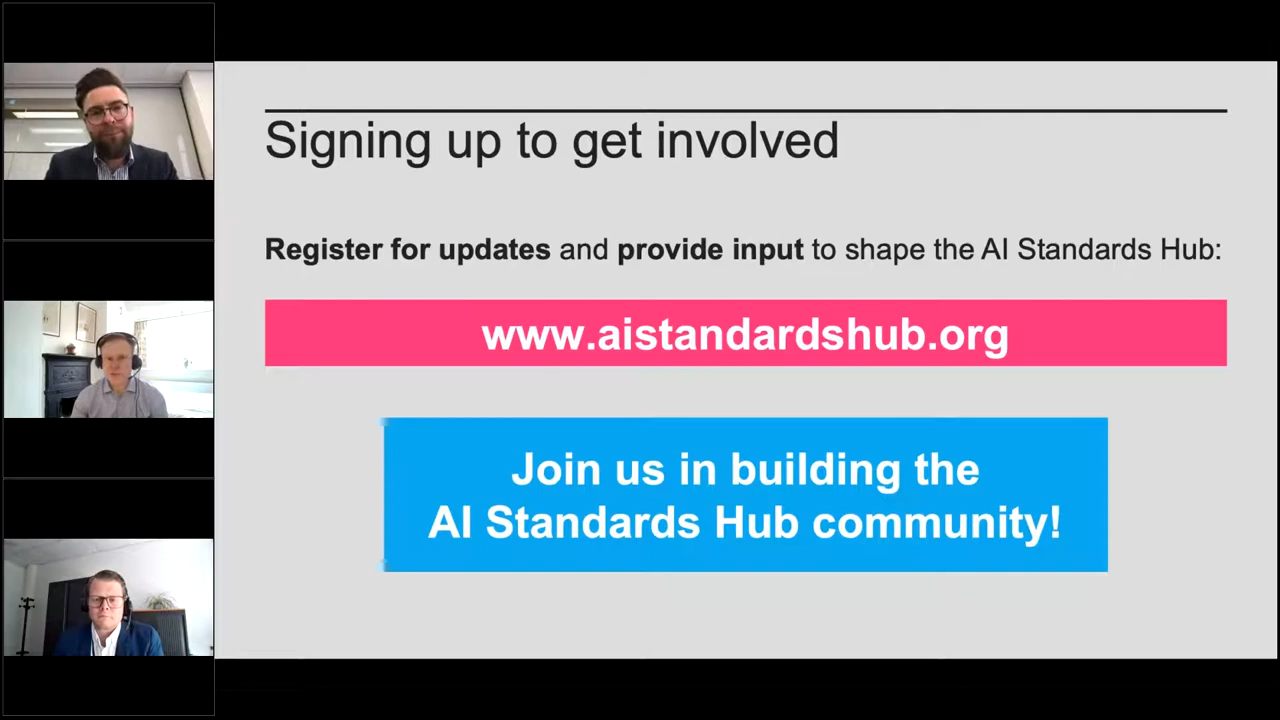 Signing up to get involved
Register for updates and provide input to shape the AI Standards Hub:
www.aistandardshub.org
Join us in building the
AI Standards Hub community!